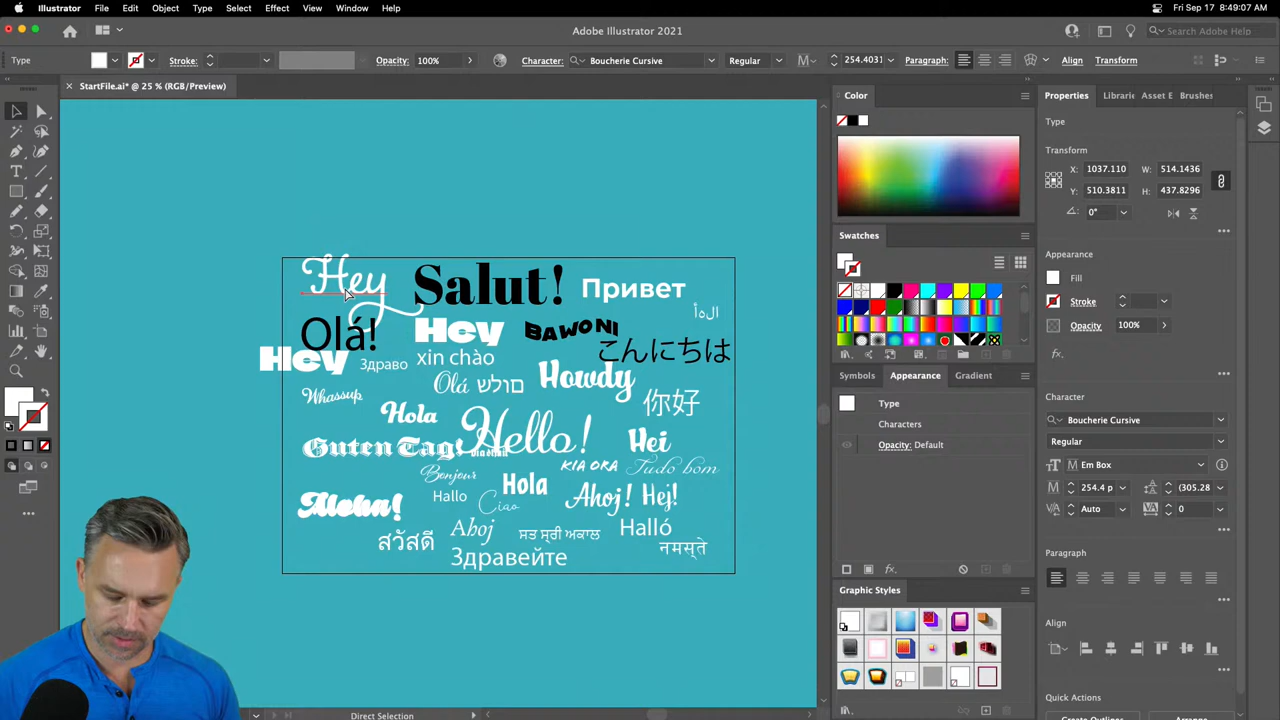 Illustrator File Edit Object Type Select Effect View Window Help
Fri Sep 17 8:49:07 AM
Adobe Illustrator 2021
Search Adobe Help
Type Stroke: Opacity: 100% Character: Boucherie Cursive Regular 254.4031 Paragraph: Align Transform
StartFile.ai* @ 25 % (RGB/Preview)
Hey
Salut!
Привет
Olá!
Hey
BAWONI
こんにちは
Hey
Здраво
xin chào
Olá
שלום
Howdy
你好
Whassup
Hola
Hello!
Guten Tag!
Hei
KIA ORA
Tudo bom
Bonjour
Hola
Hallo
Ciao
Ahoj!
Hej!
Aloha!
Ahoj
ਸਤ ਸ੍ਰੀ ਅਕਾਲ
Halló
สวัสดี
नमस्ते
Здравейте
Direct Selection
Color
Swatches
Symbols Appearance Gradient
Type
Characters
Opacity: Default
Graphic Styles
Properties Librarie Asset E Brushes
Type
Transform
X: 1037.110 W: 514.1436
Y: 510.3811 H: 437.8296
0°
Appearance
Fill
Stroke
Opacity 100%
Character
Boucherie Cursive
Regular
Em Box
254.4 p (305.28
Auto 0
Paragraph
Align
Quick Actions